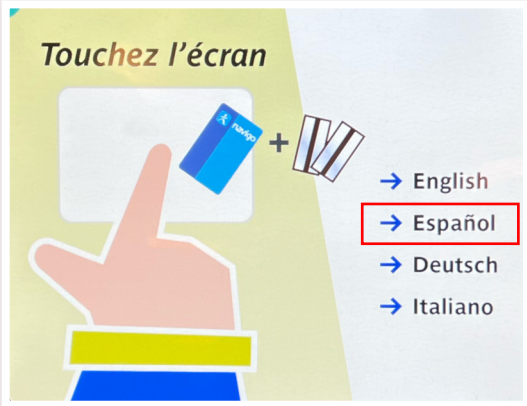 Touchez l'écran
navigo
+
→ English
→ Español
→ Deutsch
→ Italiano